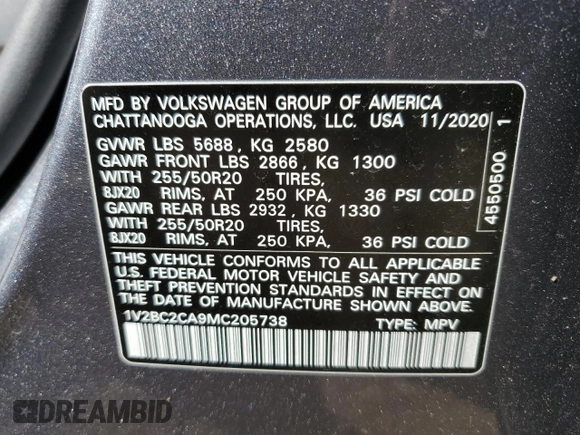 MFD BY VOLKSWAGEN GROUP OF AMERICA
CHATTANOOGA OPERATIONS, LLC. USA 11/2020
GVWR LBS 5688, KG 2580
GAWR FRONT LBS 2866, KG 1300
WITH 255/50R20 TIRES,
8JX20 RIMS, AT 250 KPA, 36 PSI COLD
GAWR REAR LBS 2932, KG 1330
WITH 255/50R20 TIRES,
8JX20 RIMS, AT 250 KPA, 36 PSI COLD
THIS VEHICLE CONFORMS TO ALL APPLICABLE
U.S. FEDERAL MOTOR VEHICLE SAFETY AND
THEFT PREVENTION STANDARDS IN EFFECT ON
THE DATE OF MANUFACTURE SHOWN ABOVE.
1V2BC2CA9MC205738 TYPE: MPV
4550500 1
DREAMBID